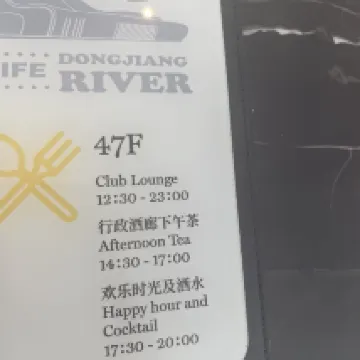 IFE DONGJIANG
RIVER
47F
Club Lounge
12:30 - 23:00
行政酒廊下午茶
Afternoon Tea
14:30 - 17:00
欢乐时光及酒水
Happy hour and
Cocktail
17:30 - 20:00